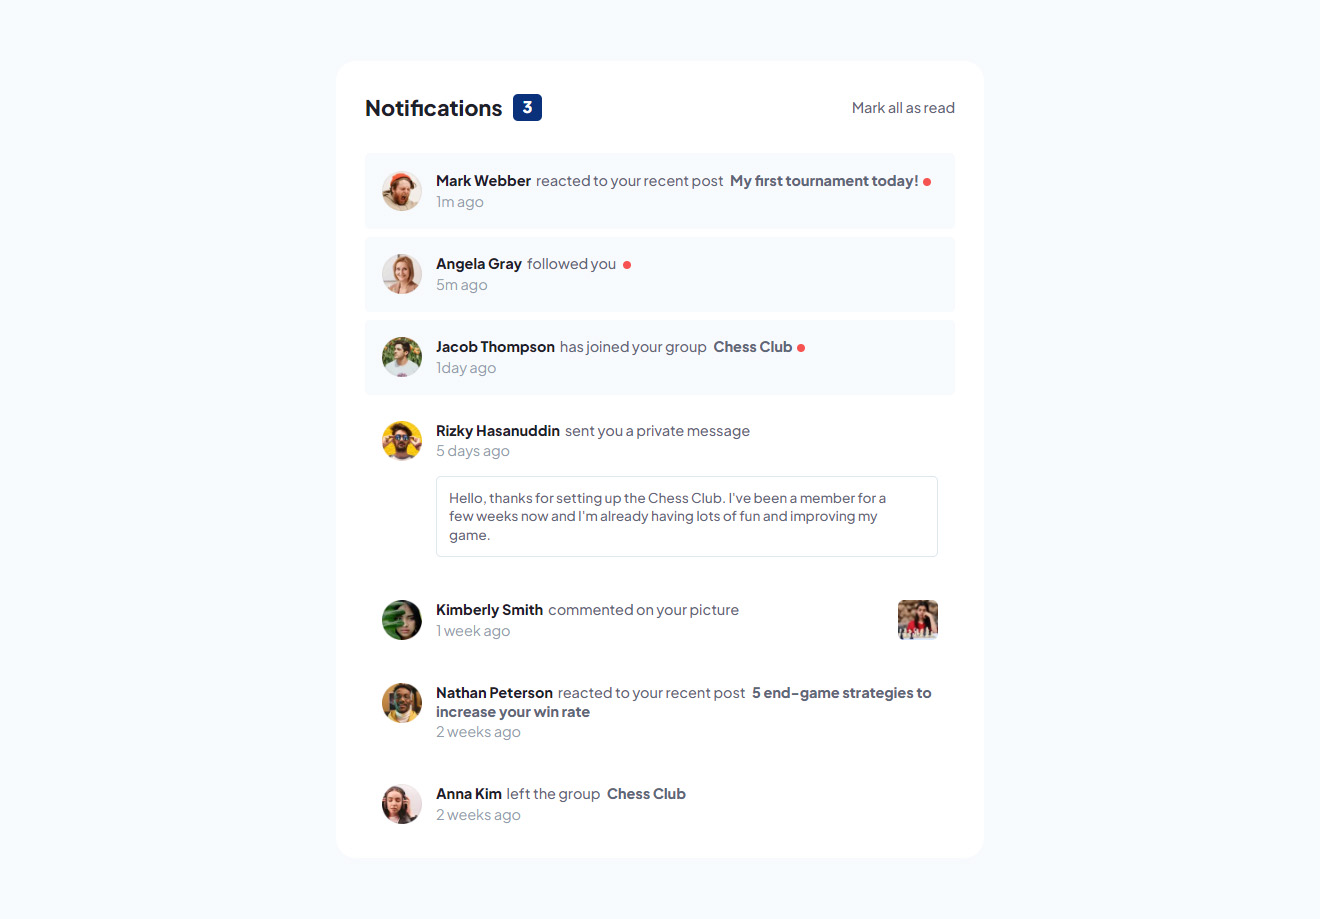 Notifications 3
Mark all as read
Mark Webber reacted to your recent post My first tournament today!
1m ago
Angela Gray followed you
5m ago
Jacob Thompson has joined your group Chess Club
1day ago
Rizky Hasanuddin sent you a private message
5 days ago
Hello, thanks for setting up the Chess Club. I've been a member for a
few weeks now and I'm already having lots of fun and improving my
game.
Kimberly Smith commented on your picture
1 week ago
Nathan Peterson reacted to your recent post 5 end-game strategies to
increase your win rate
2 weeks ago
Anna Kim left the group Chess Club
2 weeks ago